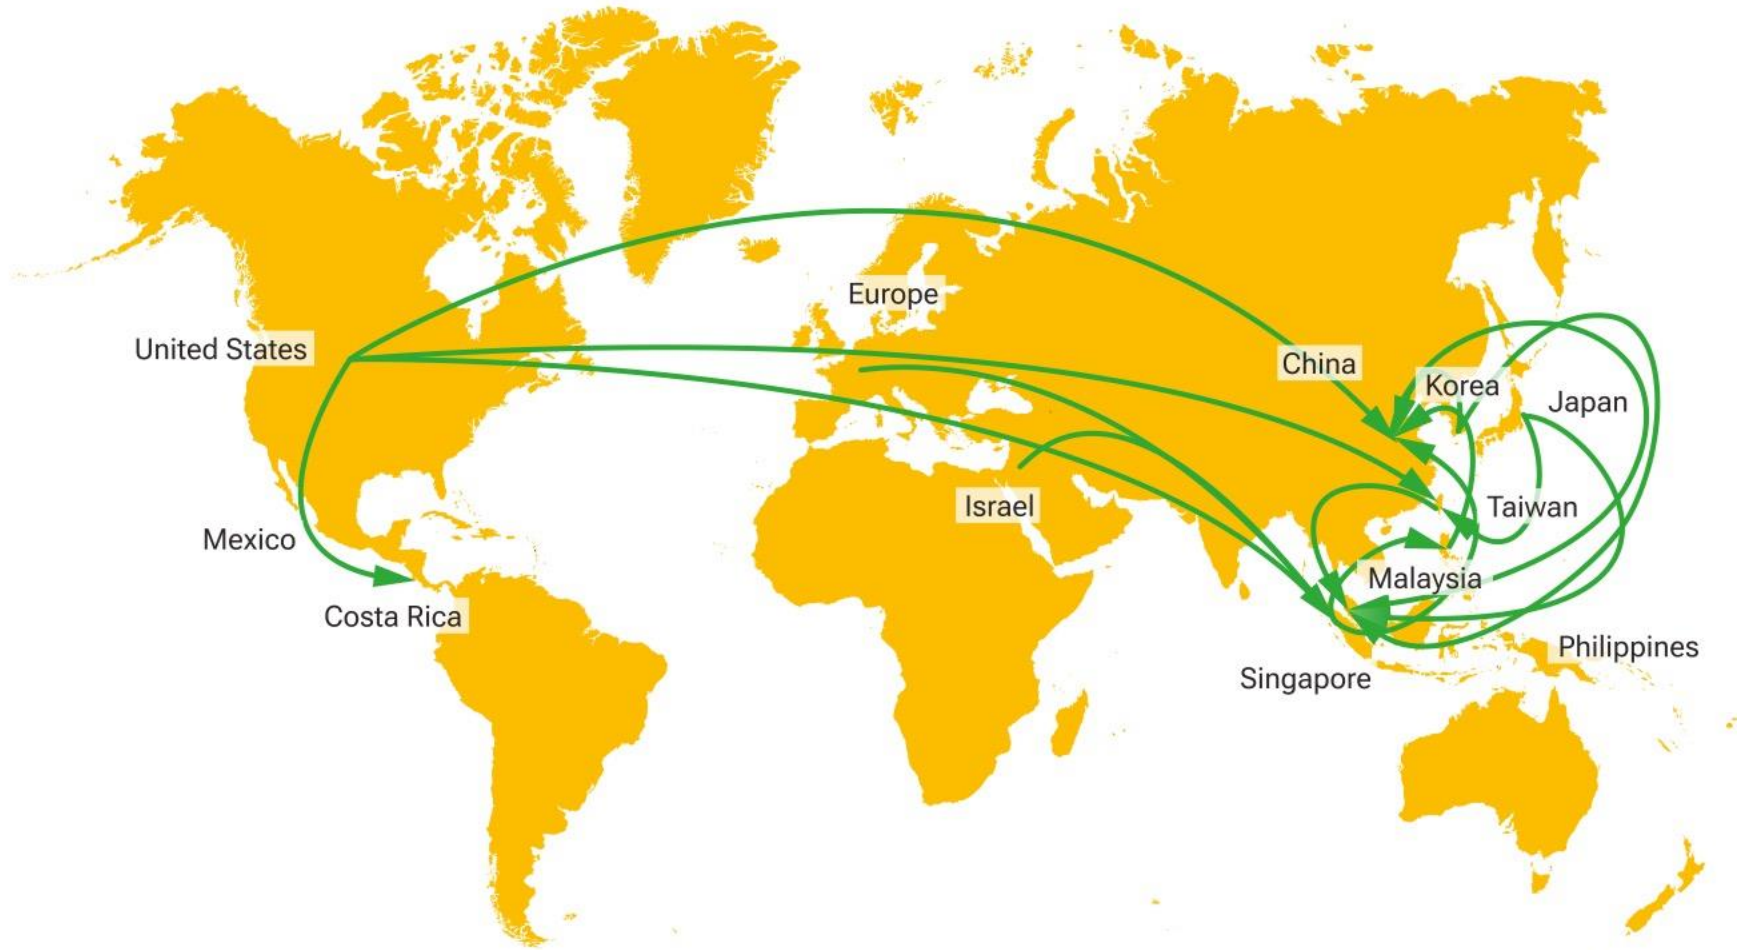 Europe
United States
China
Korea
Japan
Israel
Taiwan
Mexico
Malaysia
Costa Rica
Philippines
Singapore